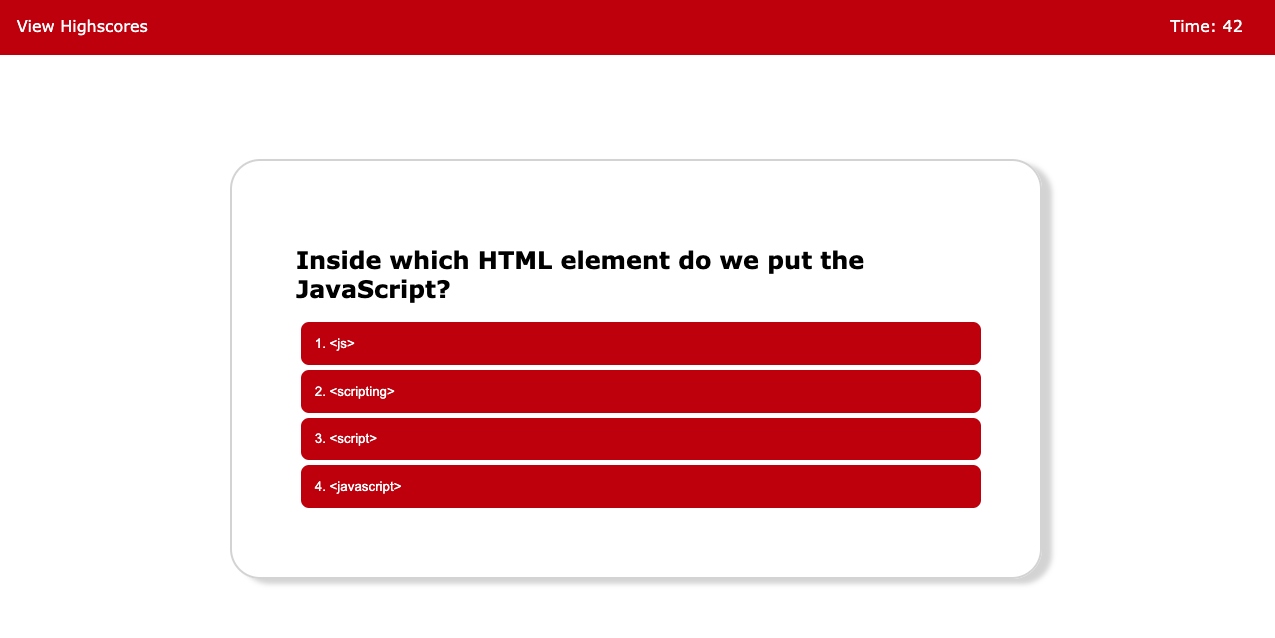 View Highscores
Time: 42
Inside which HTML element do we put the
JavaScript?
1. <js>
2. <scripting>
3. <script>
4. <javascript>